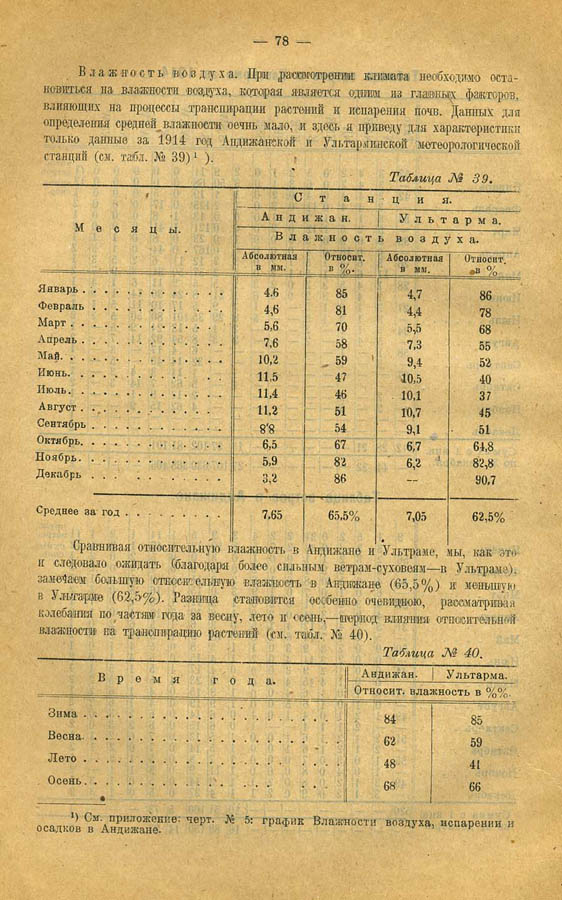 — 78 —
Влажность воздуха. При рассмотрении климата необходимо оста-
новиться на влажности воздуха, которая является одним из главных факторов,
влияющих на процессы транспирации растений и испарения почв. Данных для
определения средней влажности очень мало, и здесь я приведу для характеристики
только данные за 1914 год Андижанской и Ультармпнской метеорологической
станций (см. табл. № 39) ¹ ).
Таблица № 39.
Месяцы.
Станция.
Андижан. Ультарма.
Влажность воздуха.
Абсолютная в мм. Относит. в %. Абсолютная в мм. Относит. в %
Январь . . . . . . . . . . . 4.6 85 4,7 86
Февраль . . . . . . . . . . . 4,6 81 4,4 78
Март . . . . . . . . . . . . 5,6 70 5,5 68
Апрель . . . . . . . . . . . 7,6 58 7,3 55
Май. . . . . . . . . . . . . 10,2 59 9,4 52
Июнь. . . . . . . . . . . . 11,5 47 10,5 40
Июль. . . . . . . . . . . . 11,4 46 10,1 37
Август . . . . . . . . . . . 11,2 51 10,7 45
Сентябрь . . . . . . . . . . 8'8 54 9,1 51
Октябрь. . . . . . . . . . . 6,5 67 6,7 64,8
Ноябрь. . . . . . . . . . . . 5,9 82 6,2 82,8
Декабрь . . . . . . . . . . . 3,2 86 — 90,7
Среднее за год . . . . . . . . . 7,65 65,5% 7,05 62,5%
Сравнивая относительную влажность в Андижане и Ультраме, мы, как это
и следовало ожидать (благодаря более сильным ветрам-суховеям—в Ультраме),
замечаем большую относительную влажность в Андижане (65,5%) и меньшую
в Ультарме (62,5%). Разница становится особенно очевидною, рассматривая
колебания по частям года за весну, лето и осень,—период влияния относительной
влажности на транспирацию растений (см. табл. № 40).
Таблица № 40.
Время года.
Андижан. Ультарма.
Относит. влажность в %%.
Зима . . . . . . . . . . . . . . . . 84 85
Весна. . . . . . . . . . . . . . . . 62 59
Лето . . . . . . . . . . . . . . . . 48 41
Осень. . . . . . . . . . . . . . . . 68 66
¹) См. приложение: черт. № 5: график Влажности воздуха, испарении и
осадков в Андижане.